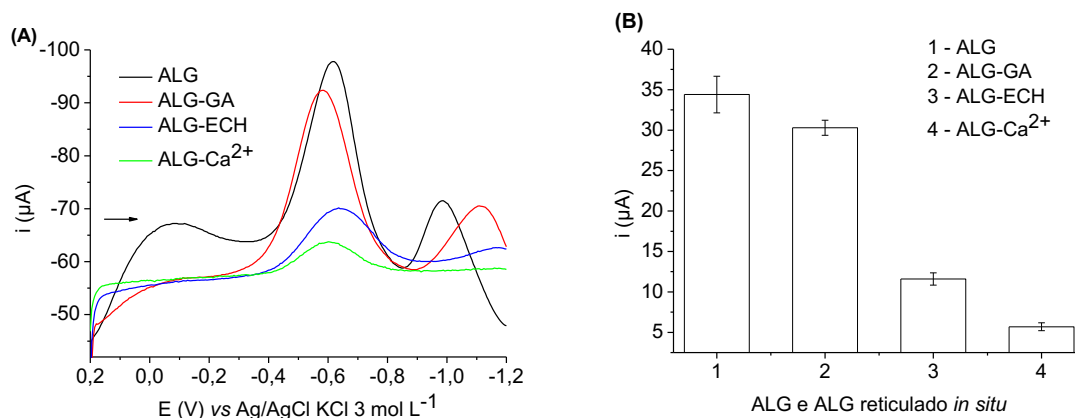 (A)
-100
-90
-80
-70
-60
-50
i (µA)
ALG
ALG-GA
ALG-ECH
ALG-Ca2+
0,2 0,0 -0,2 -0,4 -0,6 -0,8 -1,0 -1,2
E (V) vs Ag/AgCl KCl 3 mol L-1
(B)
40
35
30
25
20
15
10
5
i (µA)
1 - ALG
2 - ALG-GA
3 - ALG-ECH
4 - ALG-Ca2+
1 2 3 4
ALG e ALG reticulado in situ